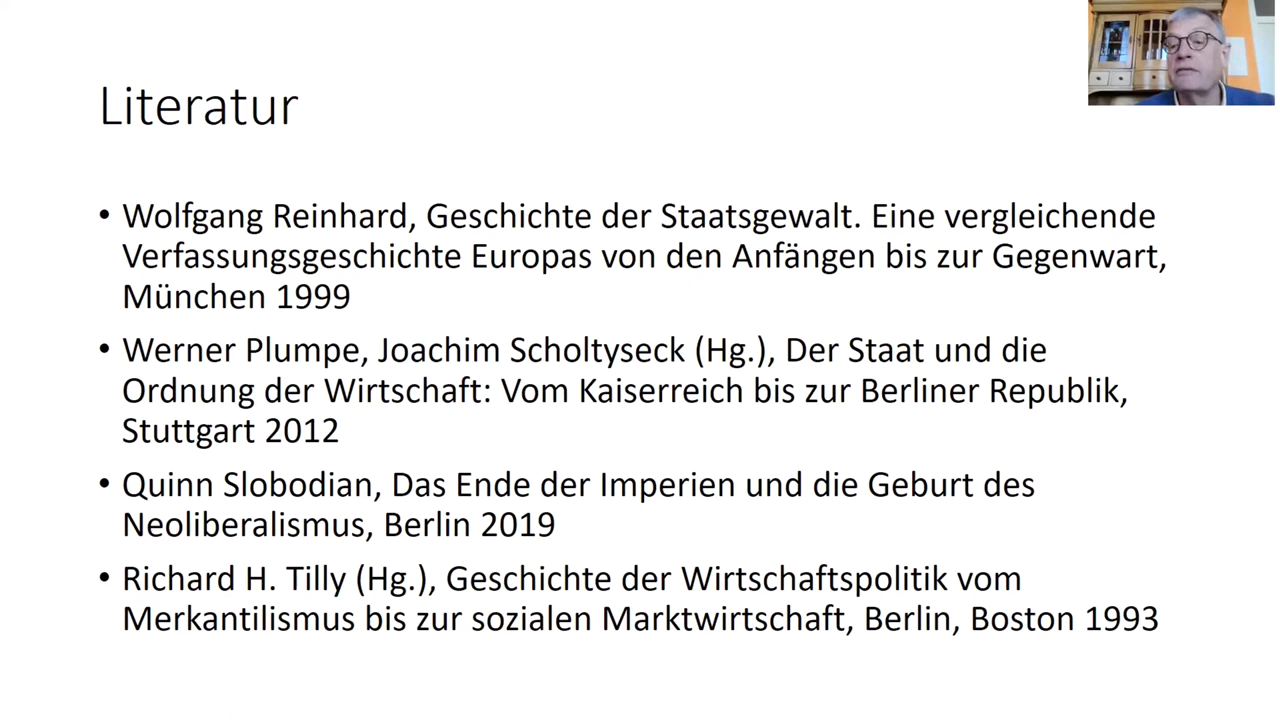 Literatur
• Wolfgang Reinhard, Geschichte der Staatsgewalt. Eine vergleichende
Verfassungsgeschichte Europas von den Anfängen bis zur Gegenwart,
München 1999
• Werner Plumpe, Joachim Scholtyseck (Hg.), Der Staat und die
Ordnung der Wirtschaft: Vom Kaiserreich bis zur Berliner Republik,
Stuttgart 2012
• Quinn Slobodian, Das Ende der Imperien und die Geburt des
Neoliberalismus, Berlin 2019
• Richard H. Tilly (Hg.), Geschichte der Wirtschaftspolitik vom
Merkantilismus bis zur sozialen Marktwirtschaft, Berlin, Boston 1993